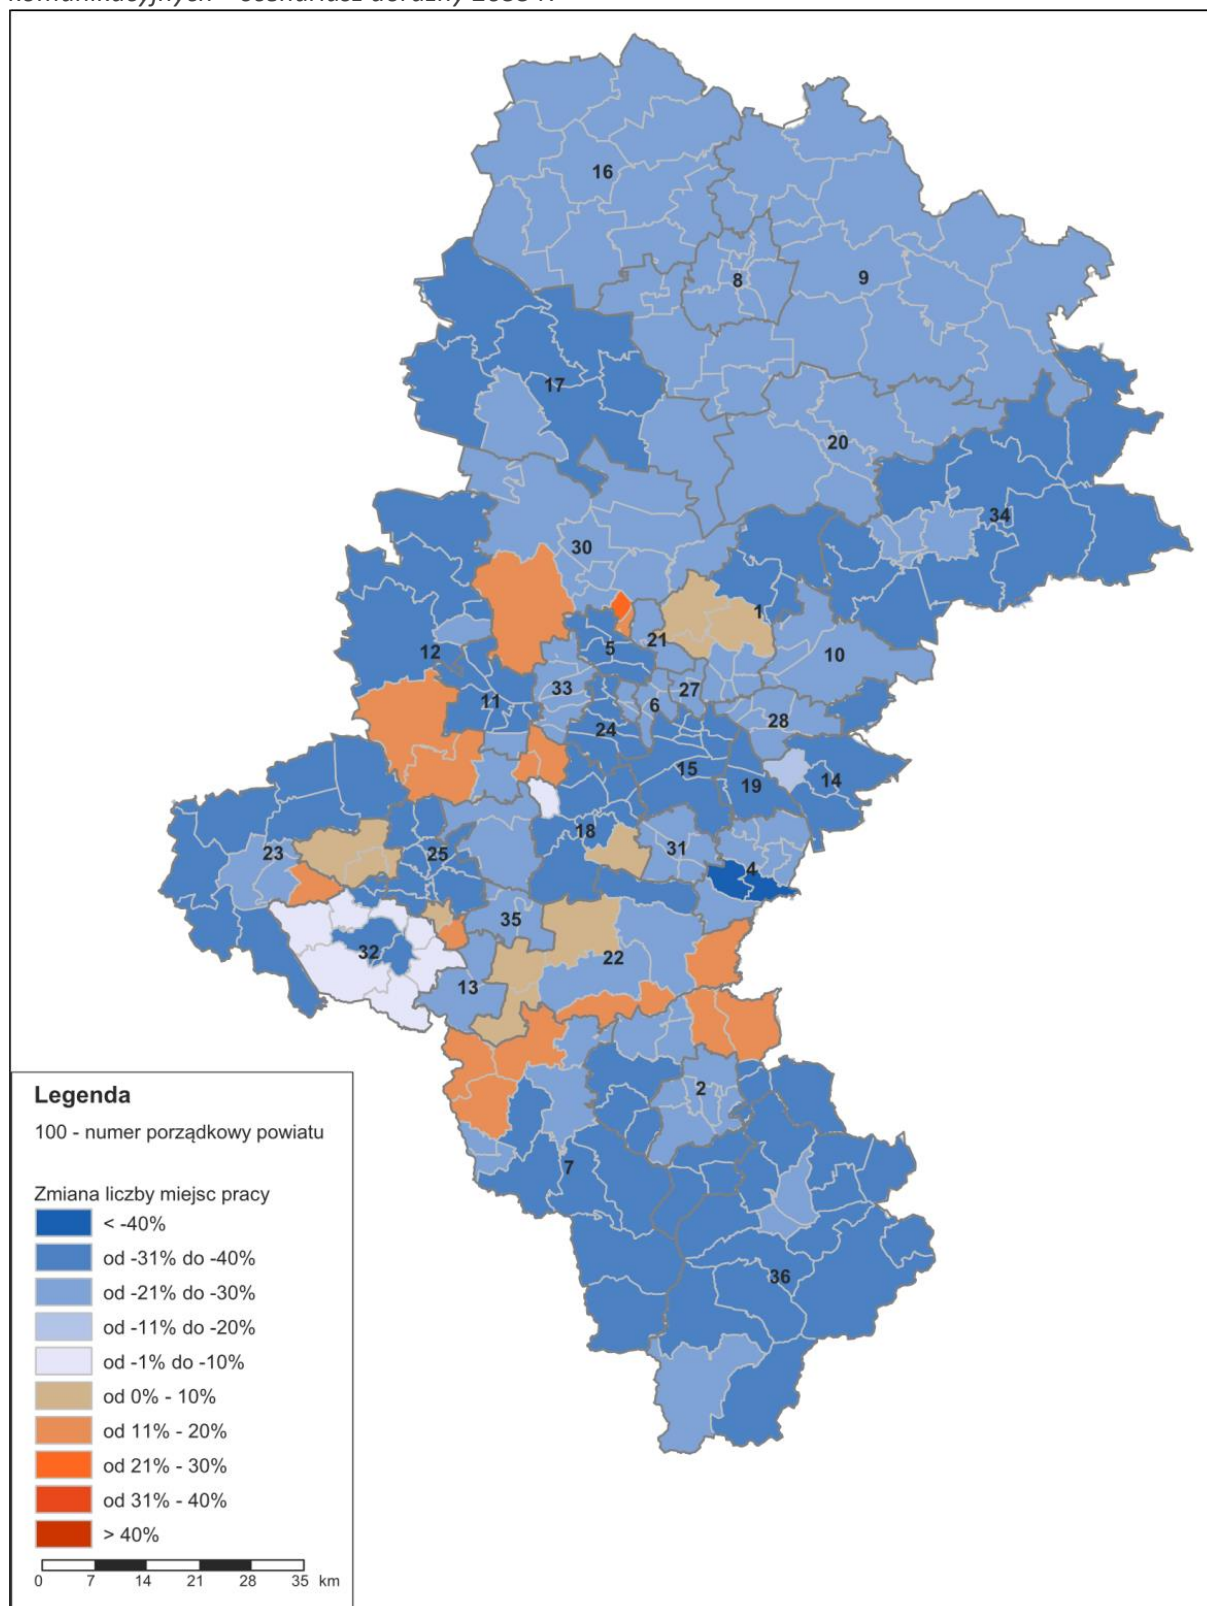 16
8
9
17
20
34
30
1
5
21
10
12
33
27
11
6
28
24
15
19
14
18
23
25
31
4
35
32
22
13
2
7
36
Legenda
100 - numer porządkowy powiatu
Zmiana liczby miejsc pracy
< -40%
od -31% do -40%
od -21% do -30%
od -11% do -20%
od -1% do -10%
od 0% - 10%
od 11% - 20%
od 21% - 30%
od 31% - 40%
> 40%
0 7 14 21 28 35 km